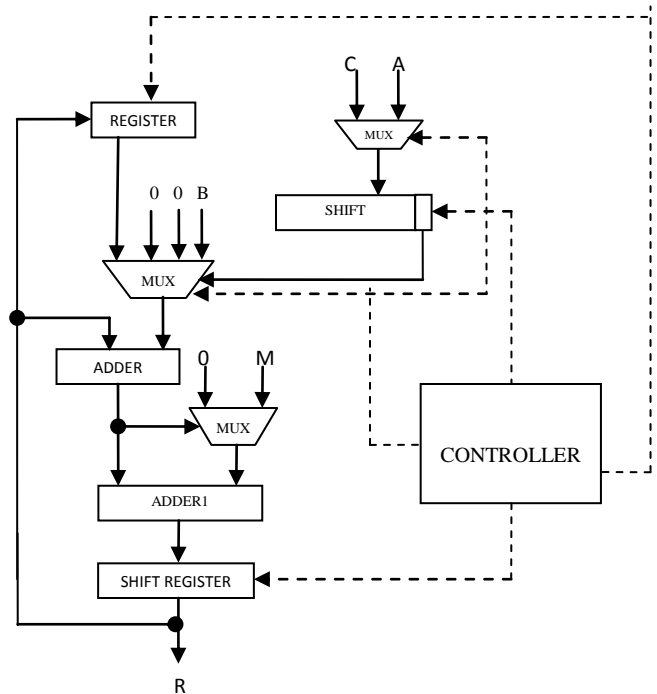 C A
REGISTER
MUX
0 0 B
SHIFT
MUX
ADDER
0 M
MUX
CONTROLLER
ADDER1
SHIFT REGISTER
R